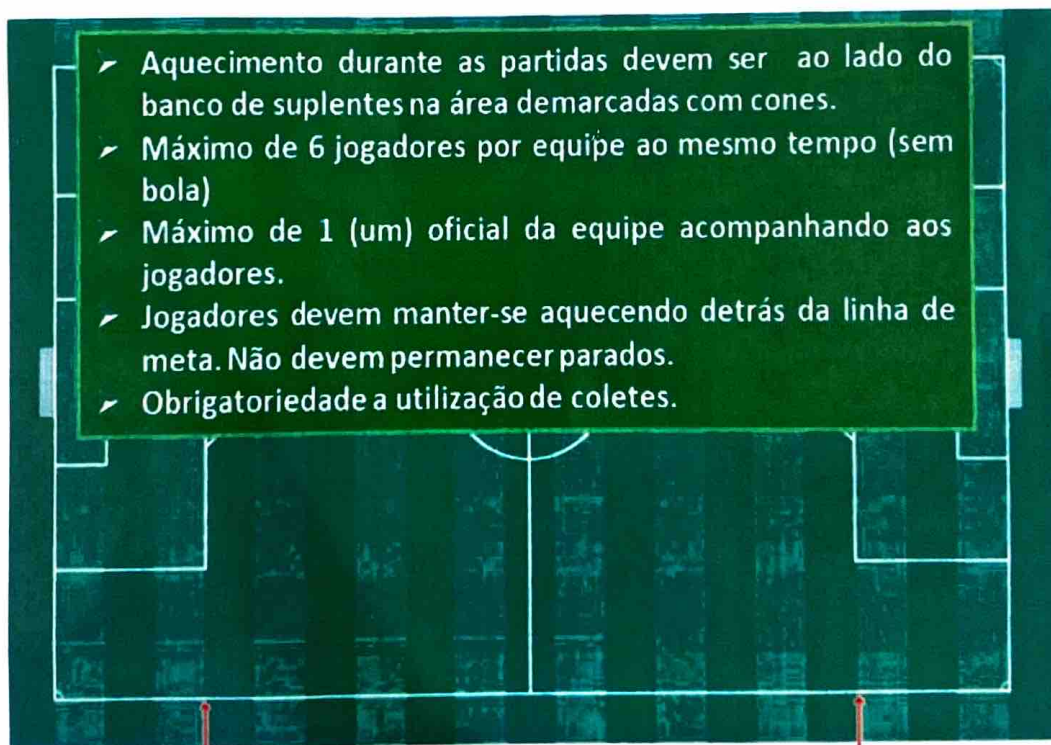 ➤ Aquecimento durante as partidas devem ser ao lado do
banco de suplentes na área demarcadas com cones.
➤ Máximo de 6 jogadores por equipe ao mesmo tempo (sem
bola)
➤ Máximo de 1 (um) oficial da equipe acompanhando aos
jogadores.
➤ Jogadores devem manter-se aquecendo detrás da linha de
meta. Não devem permanecer parados.
➤ Obrigatoriedade a utilização de coletes.